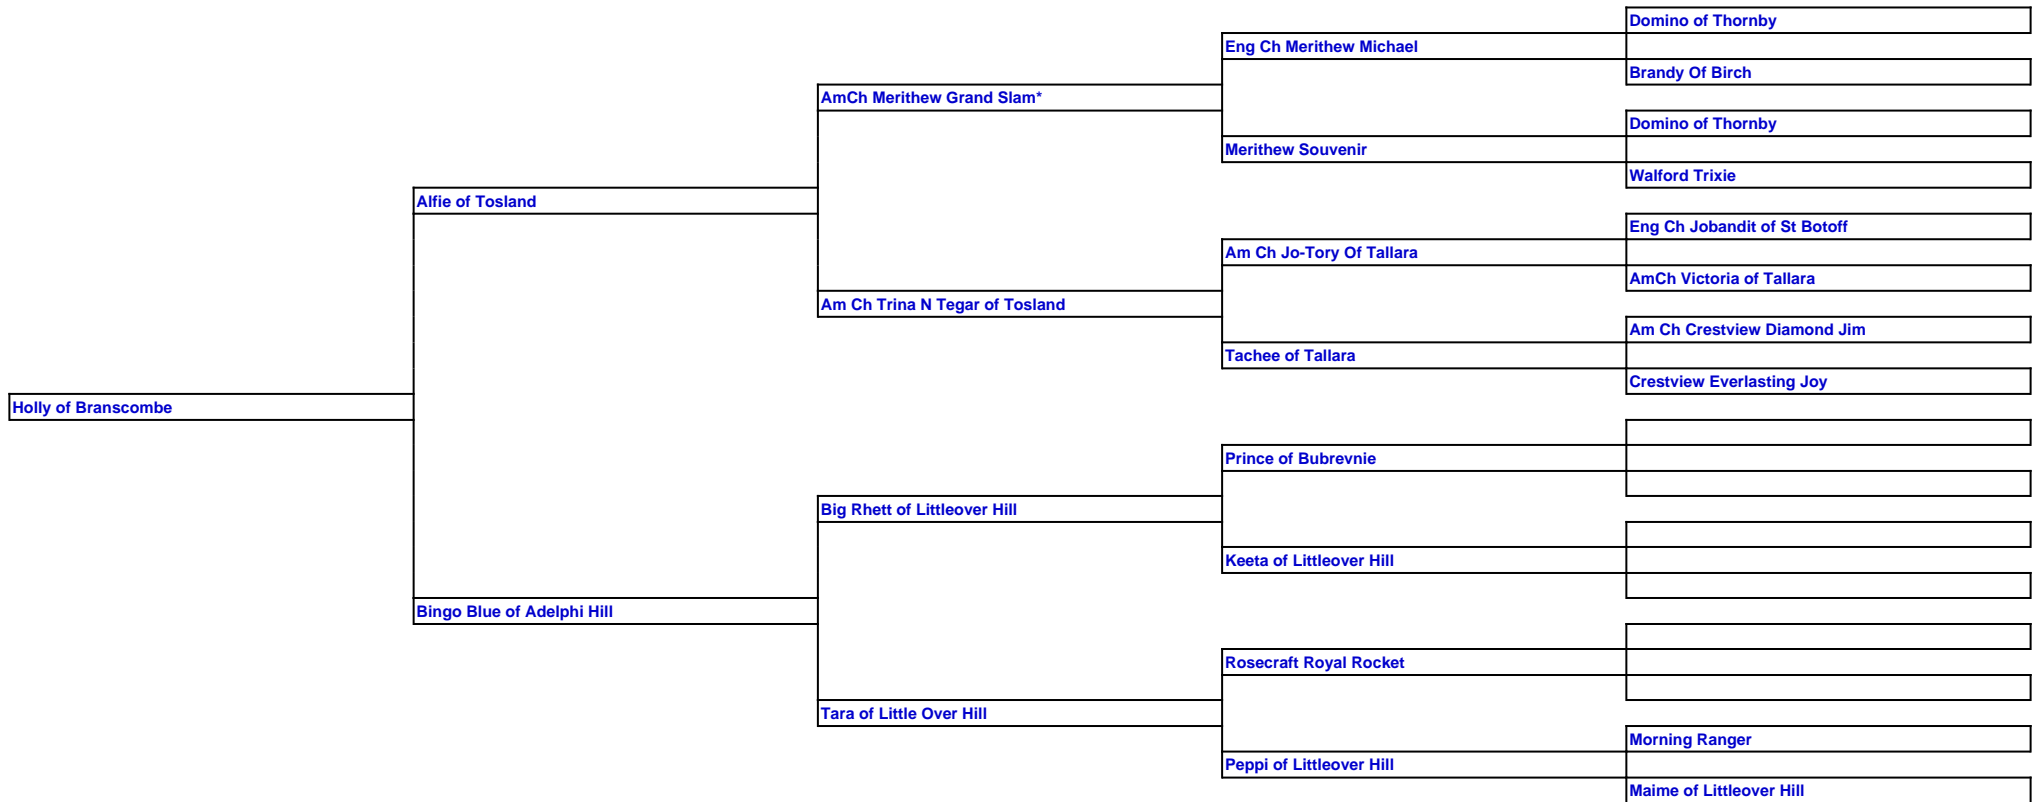 Domino of Thornby
Eng Ch Merithew Michael
Brandy Of Birch
AmCh Merithew Grand Slam*
Domino of Thornby
Merithew Souvenir
Walford Trixie
Alfie of Tosland
Eng Ch Jobandit of St Botoff
Am Ch Jo-Tory Of Tallara
AmCh Victoria of Tallara
Am Ch Trina N Tegar of Tosland
Am Ch Crestview Diamond Jim
Tachee of Tallara
Crestview Everlasting Joy
Holly of Branscombe
Prince of Bubrevnie
Big Rhett of Littleover Hill
Keeta of Littleover Hill
Bingo Blue of Adelphi Hill
Rosecraft Royal Rocket
Tara of Little Over Hill
Morning Ranger
Peppi of Littleover Hill
Maime of Littleover Hill